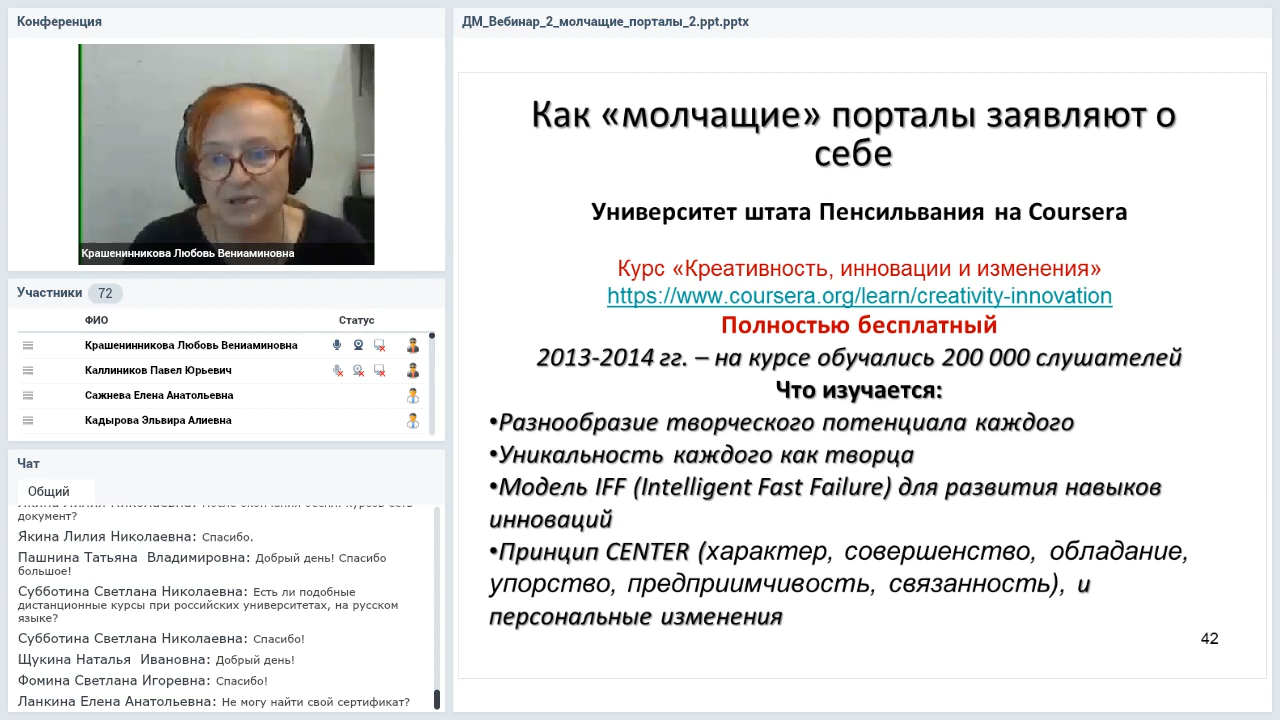 Конференция
Крашенинникова Любовь Вениаминовна
Участники 72
ФИО Статус
Крашенинникова Любовь Вениаминовна
Каллиников Павел Юрьевич
Сажнева Елена Анатольевна
Кадырова Эльвира Алиевна
Чат
Общий
документ?
Якина Лилия Николаевна: Спасибо.
Пашнина Татьяна Владимировна: Добрый день! Спасибо
большое!
Субботина Светлана Николаевна: Есть ли подобные
дистанционные курсы при российских университетах, на русском
языке?
Субботина Светлана Николаевна: Спасибо!
Щукина Наталья Ивановна: Добрый день!
Фомина Светлана Игоревна: Спасибо!
Ланкина Елена Анатольевна: Не могу найти свой сертификат?
ДМ_Вебинар_2_молчащие_порталы_2.ppt.pptx
Как «молчащие» порталы заявляют о
себе
Университет штата Пенсильвания на Coursera
Курс «Креативность, инновации и изменения»
https://www.coursera.org/learn/creativity-innovation
Полностью бесплатный
2013-2014 гг. – на курсе обучались 200 000 слушателей
Что изучается:
•Разнообразие творческого потенциала каждого
•Уникальность каждого как творца
•Модель IFF (Intelligent Fast Failure) для развития навыков
инноваций
•Принцип CENTER (характер, совершенство, обладание,
упорство, предприимчивость, связанность), и
персональные изменения
42